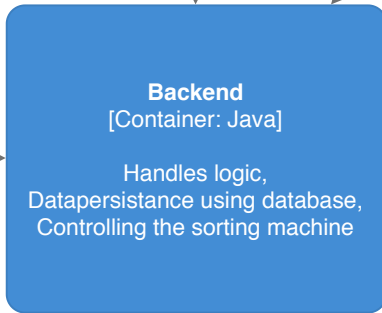 Backend
[Container: Java]
Handles logic,
Datapersistance using database,
Controlling the sorting machine